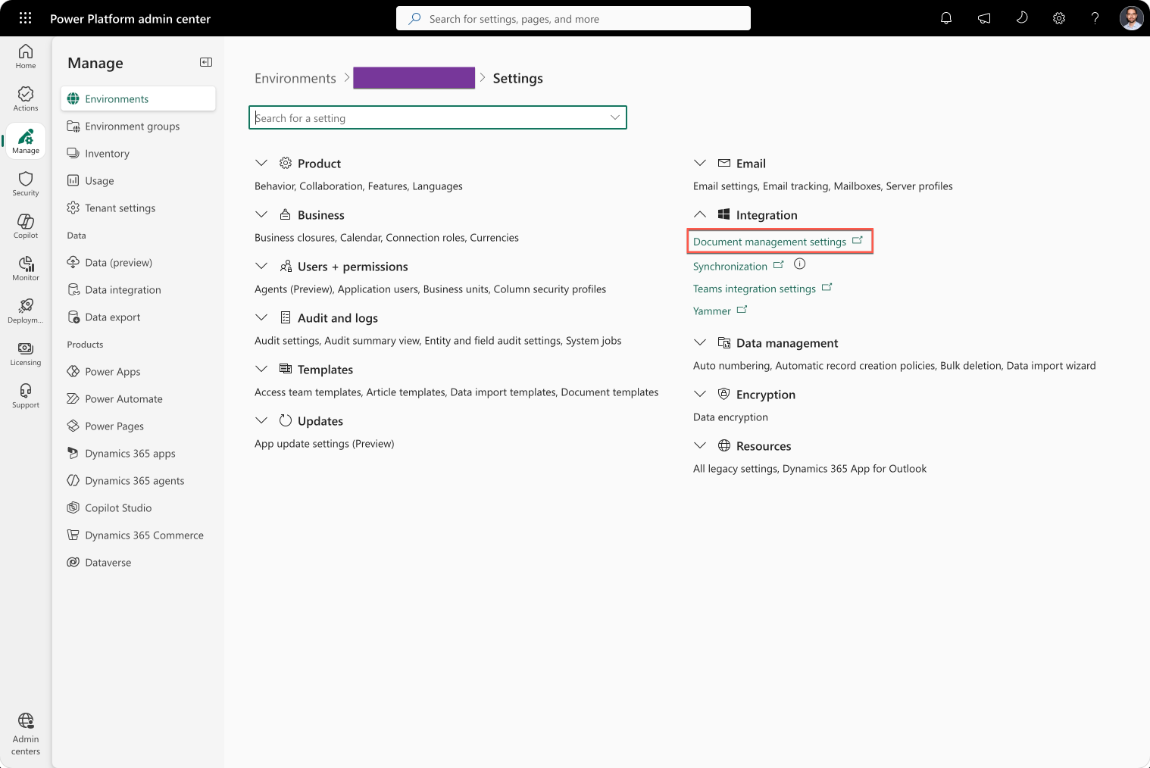 Power Platform admin center
Search for settings, pages, and more
Home
Actions
Manage
Security
Copilot
Monitor
Deploym...
Licensing
Support
Admin
centers
Manage
Environments
Environment groups
Inventory
Usage
Tenant settings
Data
Data (preview)
Data integration
Data export
Products
Power Apps
Power Automate
Power Pages
Dynamics 365 apps
Dynamics 365 agents
Copilot Studio
Dynamics 365 Commerce
Dataverse
Environments > > Settings
Search for a setting
Product
Behavior, Collaboration, Features, Languages
Business
Business closures, Calendar, Connection roles, Currencies
Users + permissions
Agents (Preview), Application users, Business units, Column security profiles
Audit and logs
Audit settings, Audit summary view, Entity and field audit settings, System jobs
Templates
Access team templates, Article templates, Data import templates, Document templates
Updates
App update settings (Preview)
Email
Email settings, Email tracking, Mailboxes, Server profiles
Integration
Document management settings
Synchronization
Teams integration settings
Yammer
Data management
Auto numbering, Automatic record creation policies, Bulk deletion, Data import wizard
Encryption
Data encryption
Resources
All legacy settings, Dynamics 365 App for Outlook